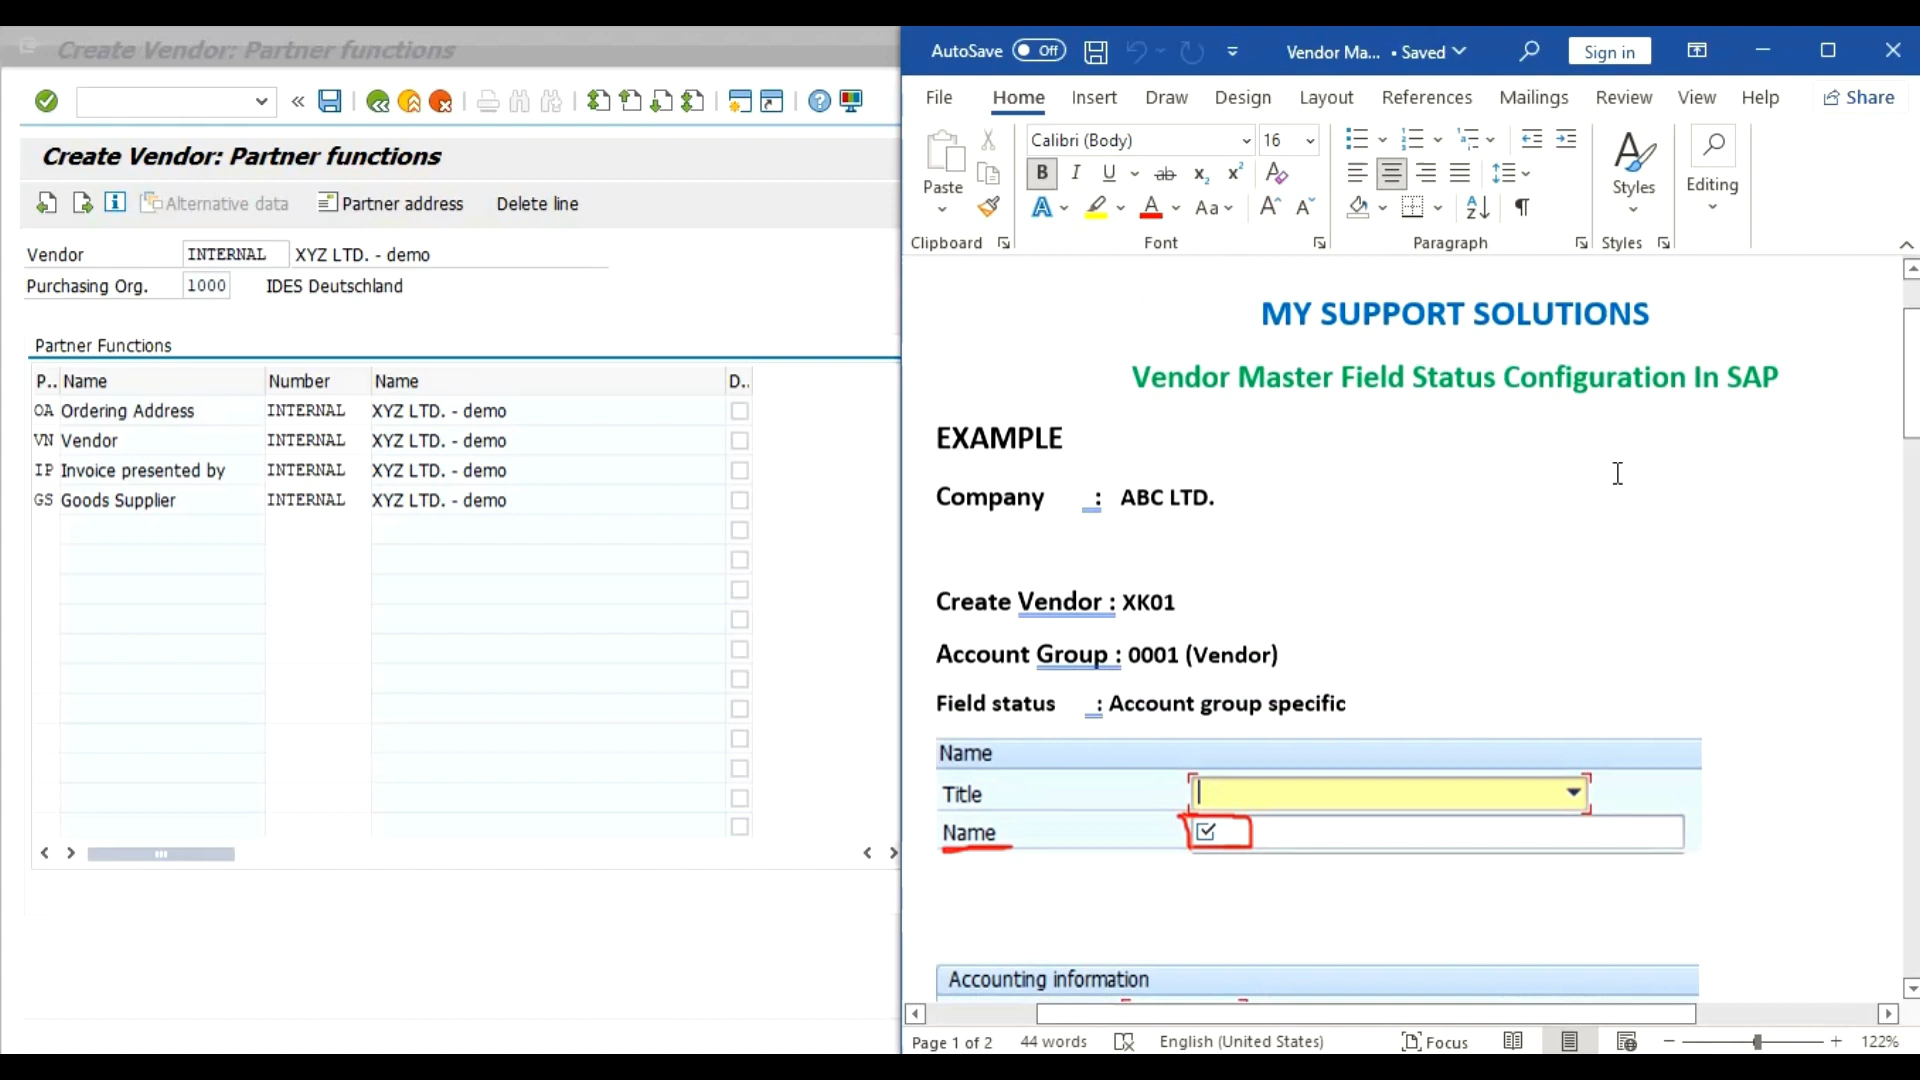 Create Vendor: Partner functions
Create Vendor: Partner functions
Alternative data Partner address Delete line
Vendor INTERNAL XYZ LTD. - demo
Purchasing Org. 1000 IDES Deutschland
Partner Functions
P.. Name Number Name D..
OA Ordering Address INTERNAL XYZ LTD. - demo
VN Vendor INTERNAL XYZ LTD. - demo
IP Invoice presented by INTERNAL XYZ LTD. - demo
GS Goods Supplier INTERNAL XYZ LTD. - demo
AutoSave Off Vendor Ma... • Saved Sign in
File Home Insert Draw Design Layout References Mailings Review View Help Share
Calibri (Body) 16
Paste B I U ab x₂ x² A Styles Editing
A A Aa A A A Z
Clipboard Font Paragraph Styles
MY SUPPORT SOLUTIONS
Vendor Master Field Status Configuration In SAP
EXAMPLE
Company : ABC LTD.
Create Vendor : XK01
Account Group : 0001 (Vendor)
Field status : Account group specific
Name
Title
Name
Accounting information
Page 1 of 2 44 words English (United States) Focus 122%